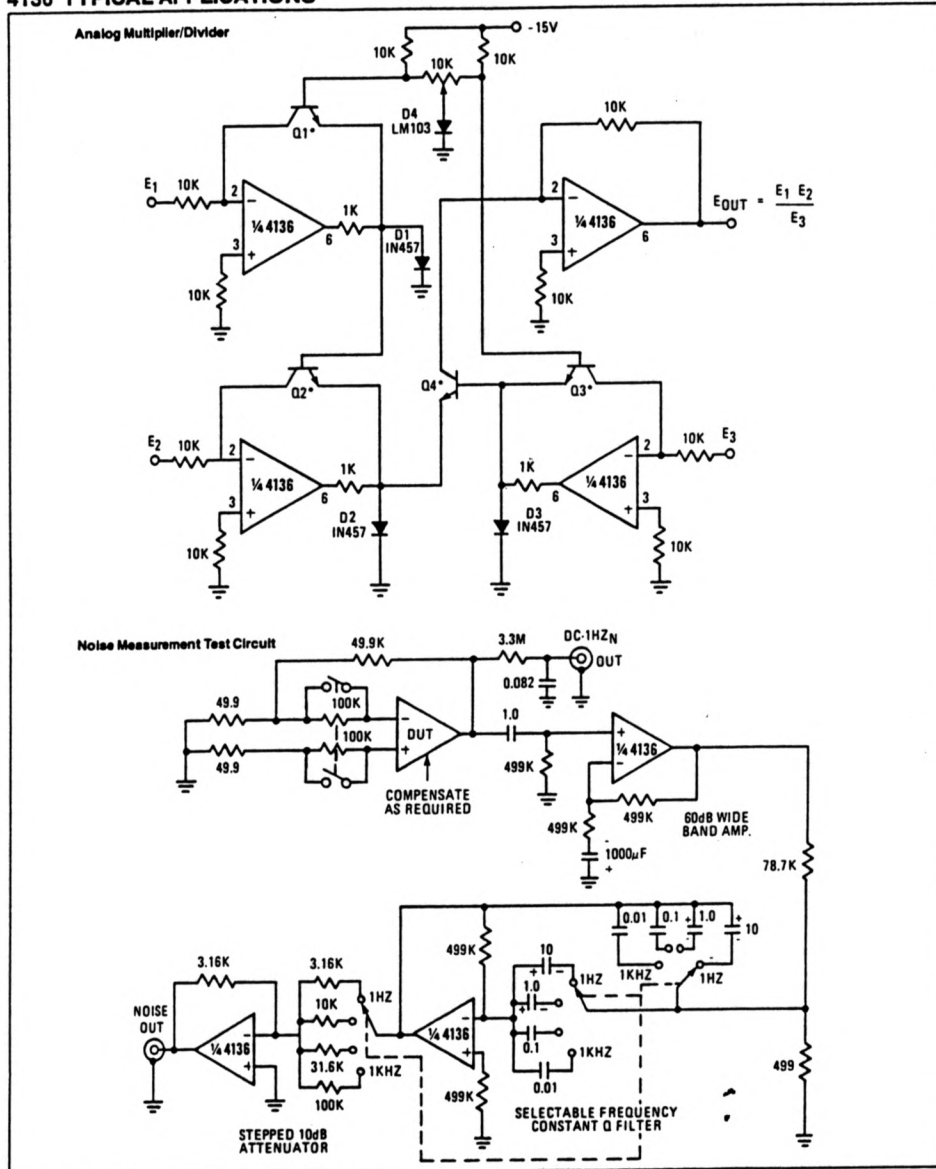 4136 TYPICAL APPLICATIONS
Analog Multiplier/Divider
-15V
10K
10K
10K
D4
LM103
Q1*
10K
E1
10K
2
-
¼ 4136
3
+
6
1K
D1
IN457
10K
2
-
¼ 4136
3
+
6
10K
EOUT = E1 E2
E3
Q2*
Q4*
Q3*
E2
10K
2
-
¼ 4136
3
+
6
1K
D2
IN457
10K
D3
IN457
1K
6
¼ 4136
2
-
3
+
10K
E3
10K
Noise Measurement Test Circuit
49.9K
3.3M
DC-1HZN
OUT
0.082
49.9
100K
100K
49.9
-
DUT
+
COMPENSATE
AS REQUIRED
1.0
499K
+
¼ 4136
-
499K
499K
-
1000µF
+
60dB WIDE
BAND AMP.
78.7K
0.01
0.1
+
1.0
-
+
10
-
1KHZ
-
1HZ
3.16K
NOISE
OUT
¼ 4136
-
+
3.16K
10K
31.6K
100K
1HZ
1KHZ
499K
¼ 4136
-
+
499K
10
+ -
1.0
+ -
0.1
0.01
1HZ
1KHZ
499
STEPPED 10dB
ATTENUATOR
SELECTABLE FREQUENCY
CONSTANT Q FILTER